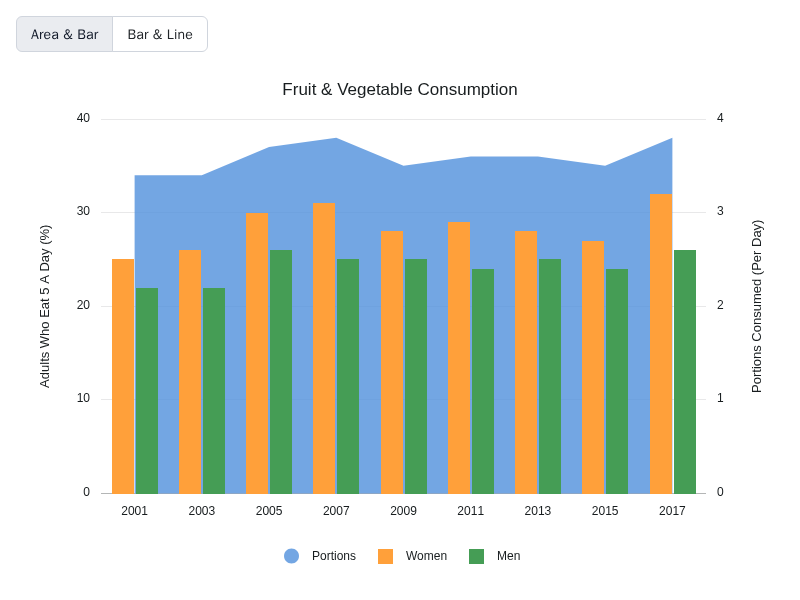 Area & Bar
Bar & Line
Fruit & Vegetable Consumption
40
30
20
10
0
Adults Who Eat 5 A Day (%)
4
3
2
1
0
Portions Consumed (Per Day)
2001 2003 2005 2007 2009 2011 2013 2015 2017
Portions Women Men